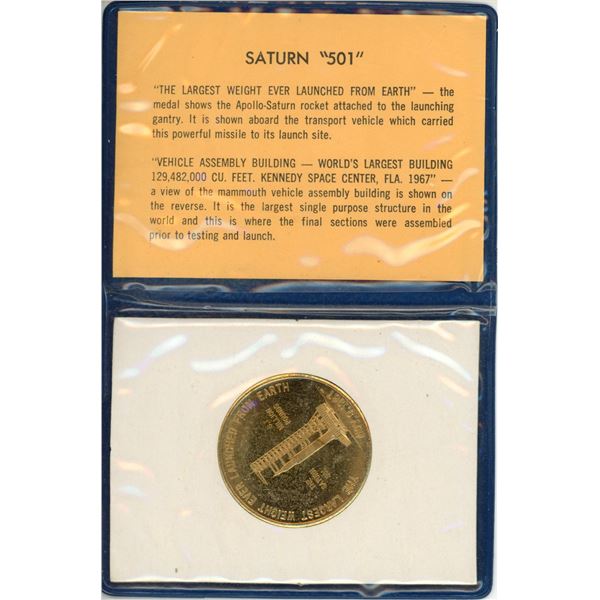 SATURN "501"
"THE LARGEST WEIGHT EVER LAUNCHED FROM EARTH" — the
medal shows the Apollo-Saturn rocket attached to the launching
gantry. It is shown aboard the transport vehicle which carried
this powerful missile to its launch site.
"VEHICLE ASSEMBLY BUILDING — WORLD'S LARGEST BUILDING
129,482,000 CU. FEET. KENNEDY SPACE CENTER, FLA. 1967" —
a view of the mammouth vehicle assembly building is shown on
the reverse. It is the largest single purpose structure in the
world and this is where the final sections were assembled
prior to testing and launch.
THE LARGEST WEIGHT EVER LAUNCHED FROM EARTH